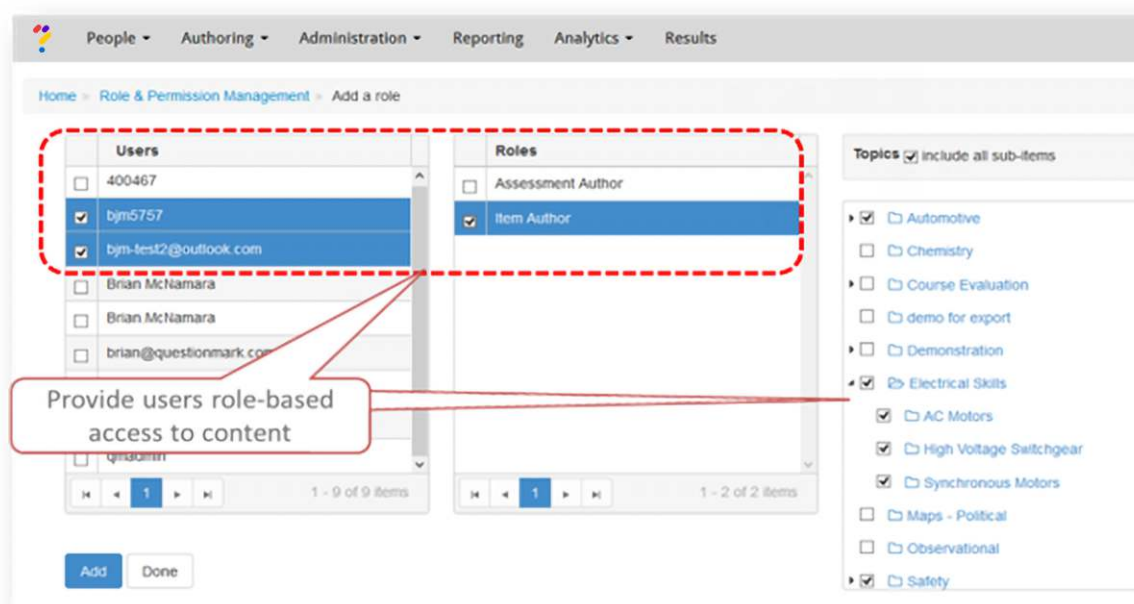 People Authoring Administration Reporting Analytics Results
Home Role & Permission Management Add a role
Users
400467
bjm5757
bjm-test2@outlook.com
Brian McNamara
Brian McNamara
brian@questionmark.com
qmadmin
1
1 - 9 of 9 items
Roles
Assessment Author
Item Author
1
1 - 2 of 2 items
Topics include all sub-items
Automotive
Chemistry
Course Evaluation
demo for export
Demonstration
Electrical Skills
AC Motors
High Voltage Switchgear
Synchronous Motors
Maps - Political
Observational
Safety
Provide users role-based
access to content
Add Done